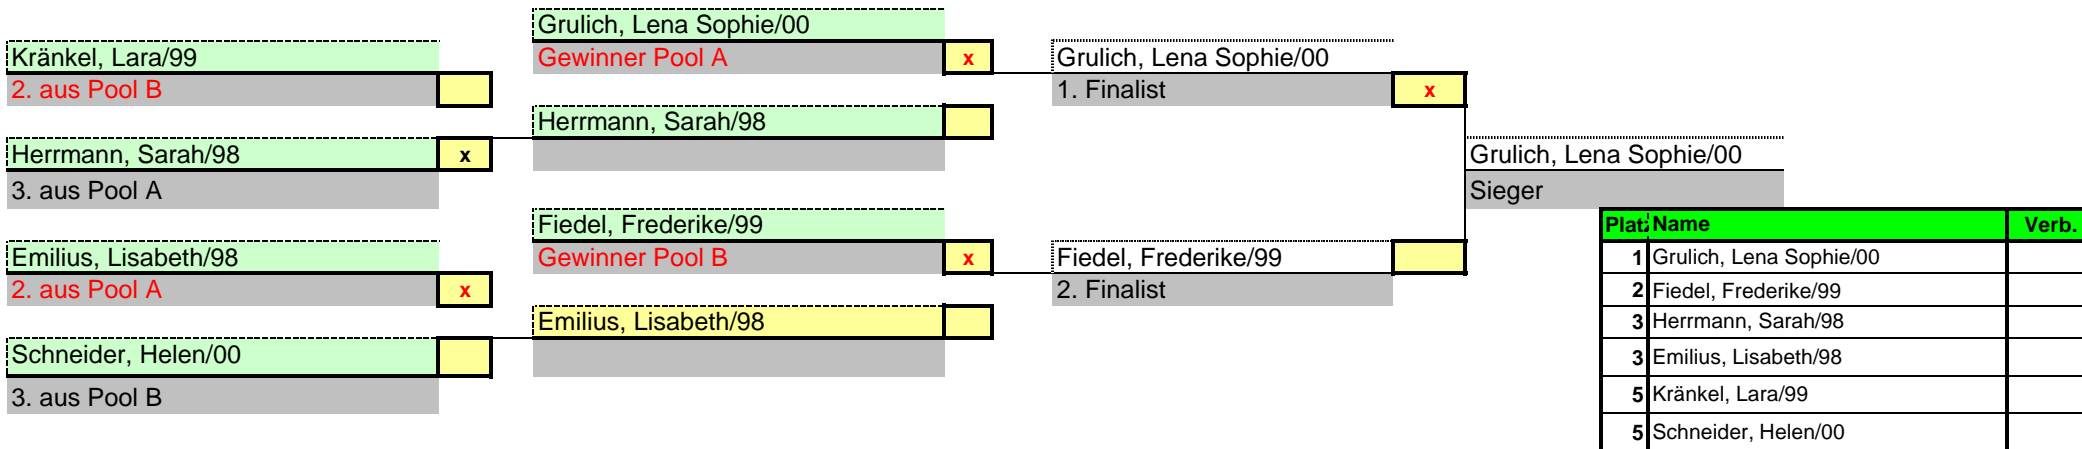 Kränkel, Lara/99
2. aus Pool B
Herrmann, Sarah/98 x
3. aus Pool A
Emilius, Lisabeth/98
2. aus Pool A x
Schneider, Helen/00
3. aus Pool B
Grulich, Lena Sophie/00
Gewinner Pool A x
Herrmann, Sarah/98
Fiedel, Frederike/99
Gewinner Pool B x
Emilius, Lisabeth/98
Grulich, Lena Sophie/00
1. Finalist x
Fiedel, Frederike/99
2. Finalist
Grulich, Lena Sophie/00
Sieger
Platz Name Verb.
1 Grulich, Lena Sophie/00
2 Fiedel, Frederike/99
3 Herrmann, Sarah/98
3 Emilius, Lisabeth/98
5 Kränkel, Lara/99
5 Schneider, Helen/00